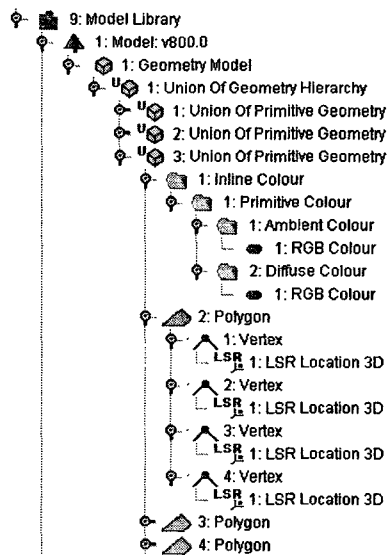 9: Model Library
1: Model: v800.0
1: Geometry Model
U 1: Union Of Geometry Hierarchy
U 1: Union Of Primitive Geometry
U 2: Union Of Primitive Geometry
U 3: Union Of Primitive Geometry
1: Inline Colour
1: Primitive Colour
1: Ambient Colour
1: RGB Colour
2: Diffuse Colour
1: RGB Colour
2: Polygon
1: Vertex
LSR 1: LSR Location 3D
2: Vertex
LSR 1: LSR Location 3D
3: Vertex
LSR 1: LSR Location 3D
4: Vertex
LSR 1: LSR Location 3D
3: Polygon
4: Polygon